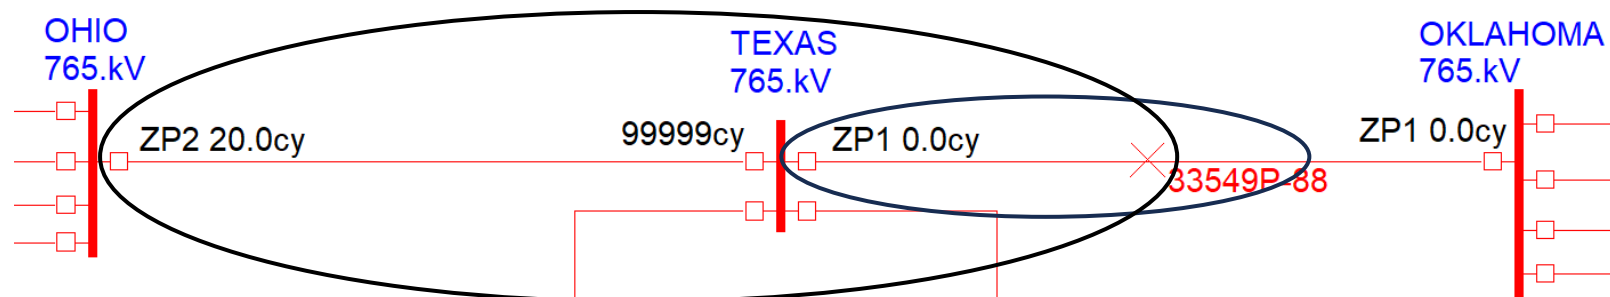 OHIO
765.kV
ZP2 20.0cy
99999cy
TEXAS
765.kV
ZP1 0.0cy
33549P-88
OKLAHOMA
765.kV
ZP1 0.0cy